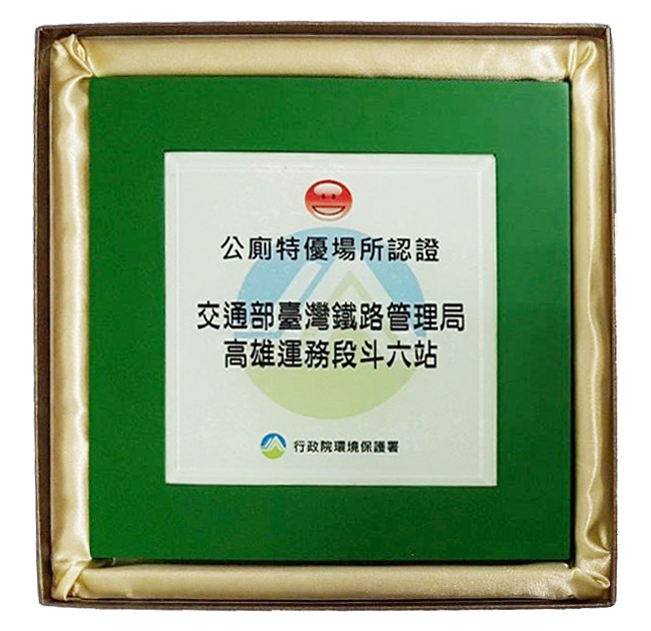 公廁特優場所認證
交通部臺灣鐵路管理局
高雄運務段斗六站
行政院環境保護署